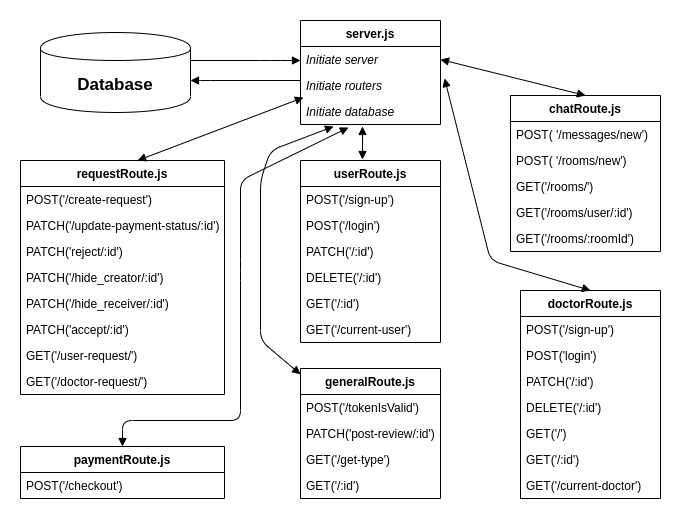 Database
server.js
Initiate server
Initiate routers
Initiate database
chatRoute.js
POST( '/messages/new')
POST( '/rooms/new')
GET('/rooms/')
GET('/rooms/user/:id)
GET('/rooms/:roomId)
requestRoute.js
POST('/create-request')
PATCH('/update-payment-status/:id)
PATCH('reject/:id)
PATCH('/hide_creator/:id)
PATCH('/hide_receiver/:id)
PATCH('accept/:id)
GET('/user-request/')
GET('/doctor-request/')
userRoute.js
POST('/sign-up')
POST('/login')
PATCH('/:id)
DELETE('/:id)
GET('/:id)
GET('/current-user')
doctorRoute.js
POST('/sign-up')
POST('login')
PATCH('/:id)
DELETE('/:id)
GET('/')
GET('/:id)
GET('/current-doctor')
generalRoute.js
POST('/tokenIsValid')
PATCH('post-review/:id)
GET('/get-type')
GET('/:id)
paymentRoute.js
POST('/checkout')